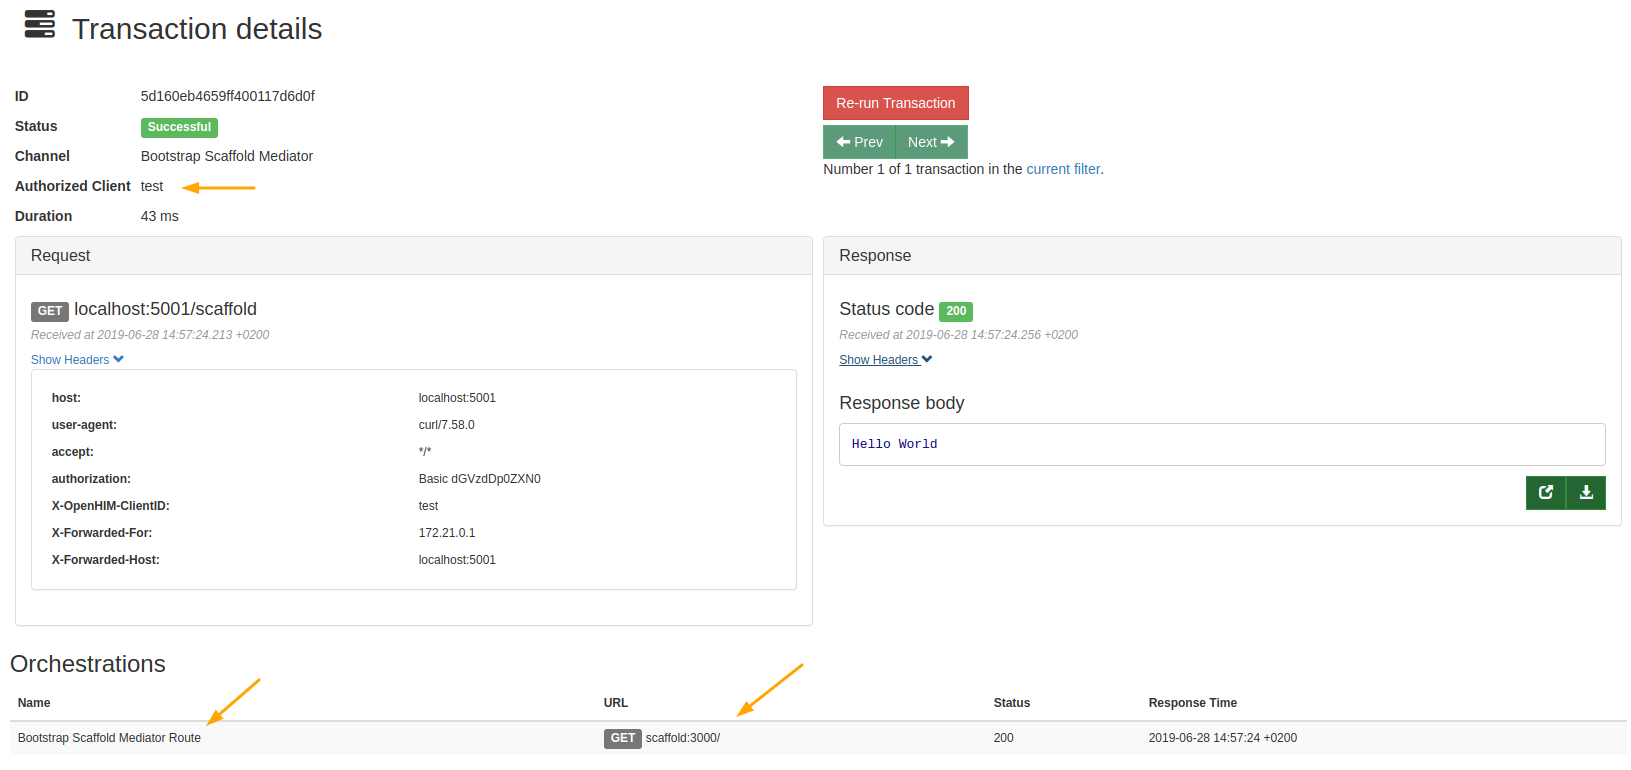 Transaction details
ID 5d160eb4659ff400117d6d0f
Status Successful
Channel Bootstrap Scaffold Mediator
Authorized Client test
Duration 43 ms
Re-run Transaction
Prev Next
Number 1 of 1 transaction in the current filter.
Request
GET localhost:5001/scaffold
Received at 2019-06-28 14:57:24.213 +0200
Show Headers
host: localhost:5001
user-agent: curl/7.58.0
accept: */*
authorization: Basic dGVzdDp0ZXN0
X-OpenHIM-ClientID: test
X-Forwarded-For: 172.21.0.1
X-Forwarded-Host: localhost:5001
Response
Status code 200
Received at 2019-06-28 14:57:24.256 +0200
Show Headers
Response body
Hello World
Orchestrations
Name URL Status Response Time
Bootstrap Scaffold Mediator Route GET scaffold:3000/ 200 2019-06-28 14:57:24 +0200